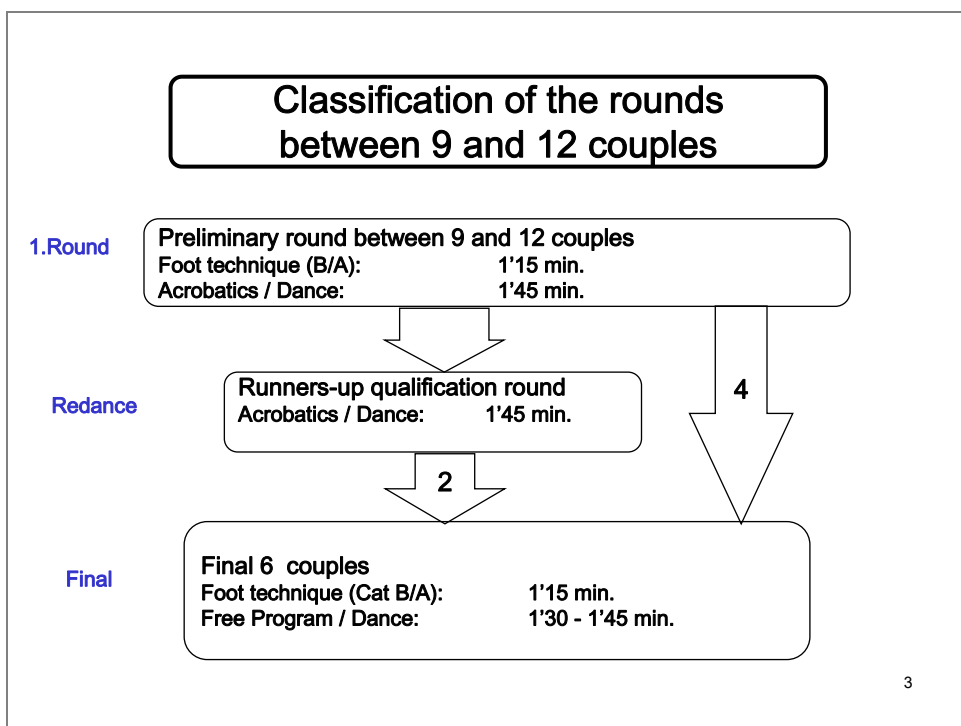 Classification of the rounds
between 9 and 12 couples
1.Round
Preliminary round between 9 and 12 couples
Foot technique (B/A): 1’15 min.
Acrobatics / Dance: 1’45 min.
Redance
Runners-up qualification round
Acrobatics / Dance: 1’45 min.
4
2
Final
Final 6 couples
Foot technique (Cat B/A): 1’15 min.
Free Program / Dance: 1’30 - 1’45 min.
3